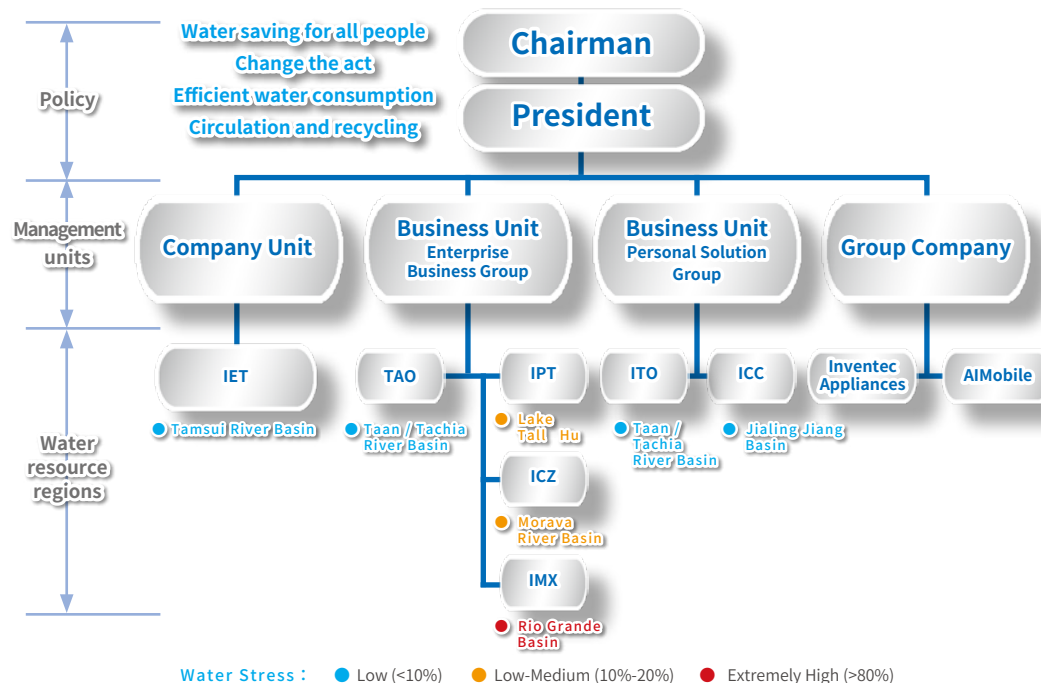 Water saving for all people
Change the act
Efficient water consumption
Circulation and recycling
Policy
Chairman
President
Management
units
Company Unit
Business Unit
Enterprise
Business Group
Business Unit
Personal Solution
Group
Group Company
Water
resource
regions
IET
Tamsui River Basin
TAO
Taan / Tachia
River Basin
IPT
Lake
Tall Hu
ICZ
Morava
River Basin
IMX
Rio Grande
Basin
ITO
Taan /
Tachia
River Basin
ICC
Jialing Jiang
Basin
Inventec
Appliances
AIMobile
Water Stress :
Low (<10%)
Low-Medium (10%-20%)
Extremely High (>80%)